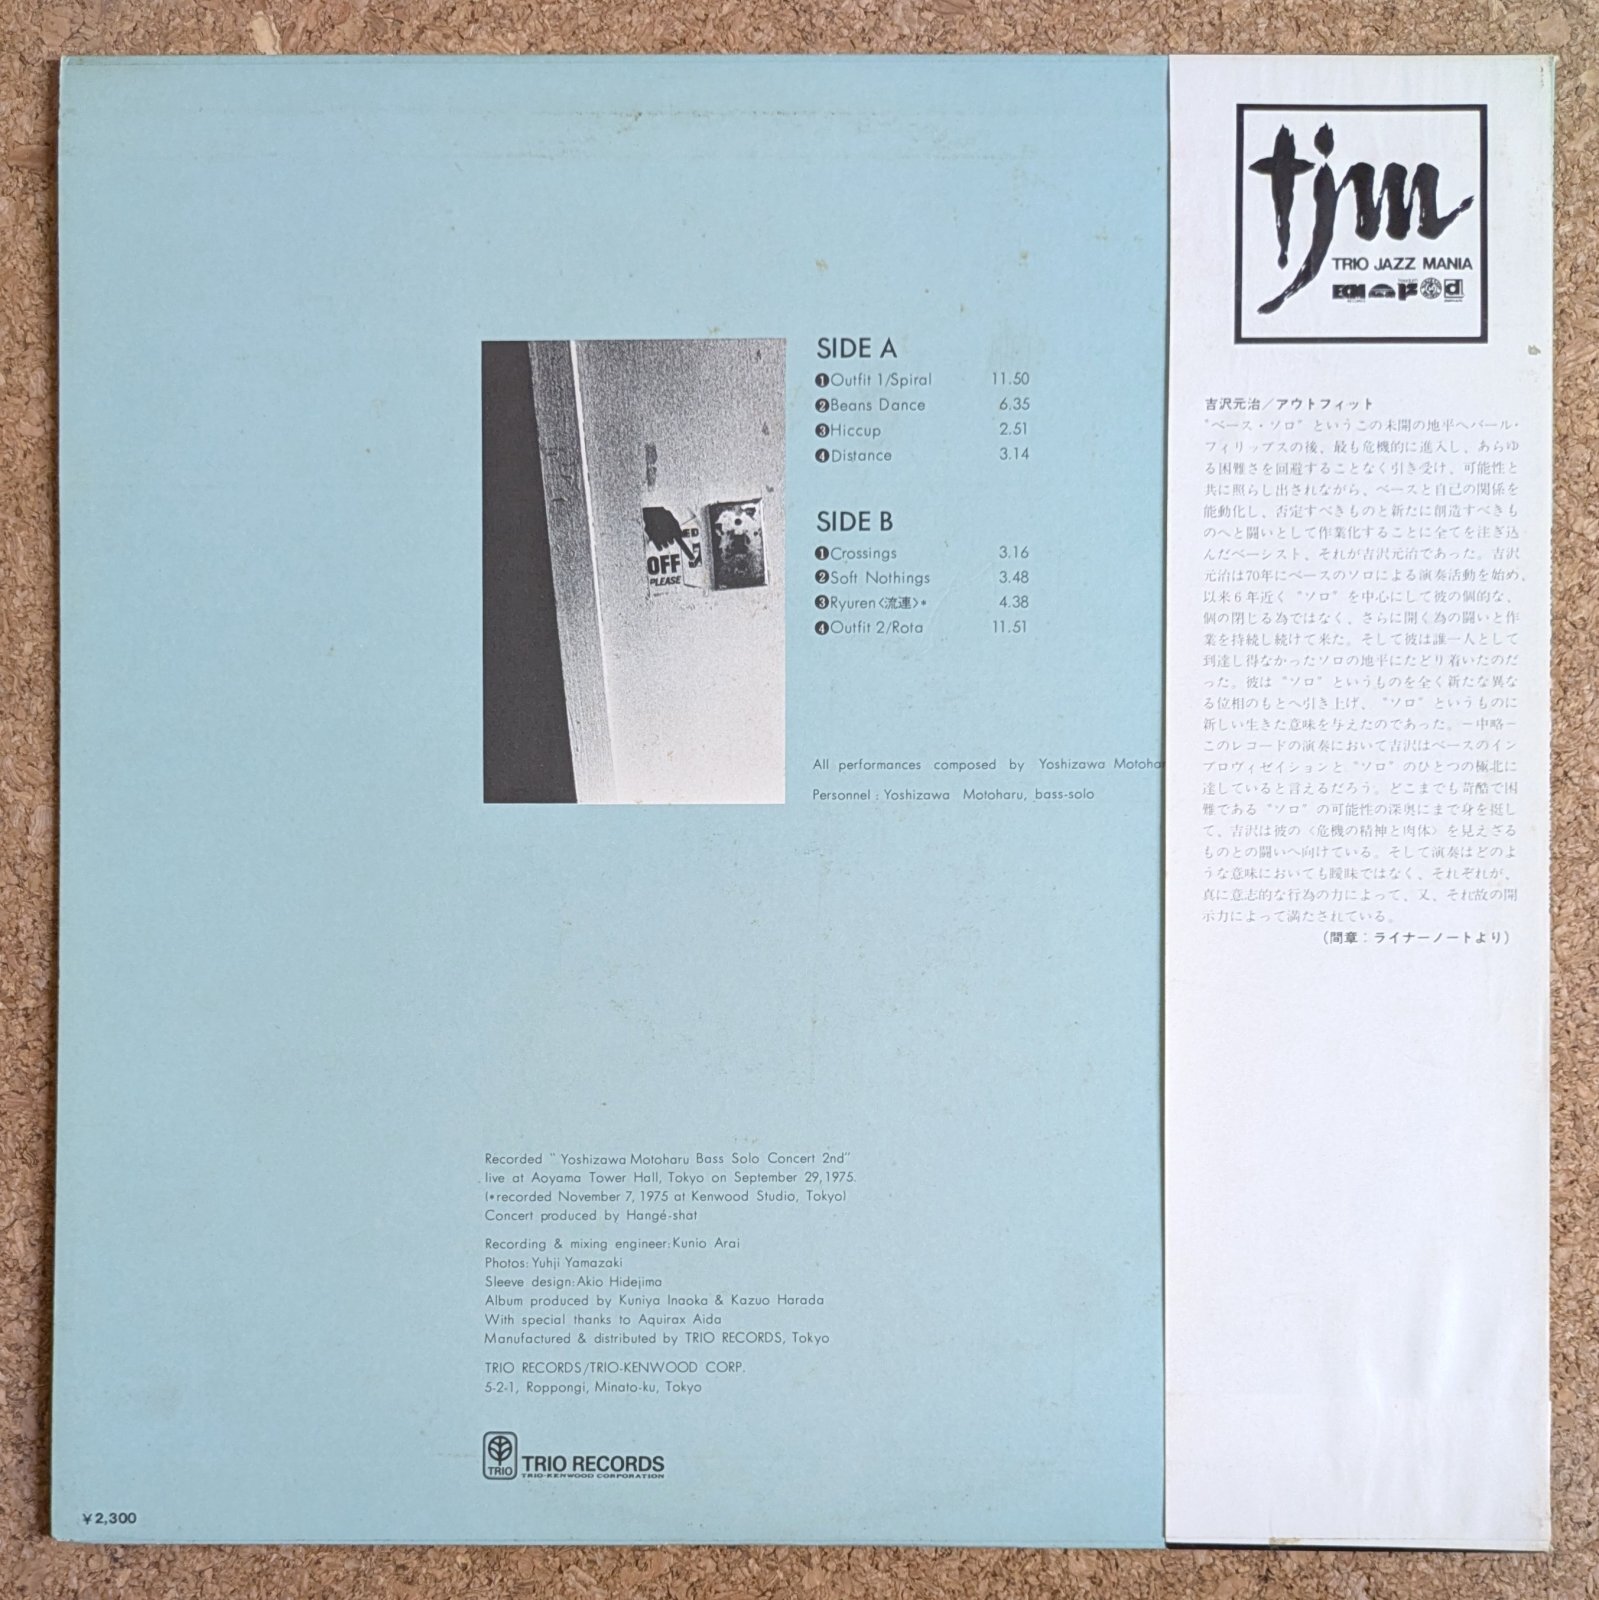 SIDE A
❶Outfit 1/Spiral 11.50
❷Beans Dance 6.35
❸Hiccup 2.51
❹Distance 3.14
SIDE B
❶Crossings 3.16
❷Soft Nothings 3.48
❸Ryuren〈流連〉* 4.38
❹Outfit 2/Rota 11.51
OFF
PLEASE
All performances composed by Yoshizawa Motohar
Personnel : Yoshizawa Motoharu, bass-solo
Recorded "Yoshizawa Motoharu Bass Solo Concert 2nd"
live at Aoyama Tower Hall, Tokyo on September 29, 1975.
(*recorded November 7, 1975 at Kenwood Studio, Tokyo)
Concert produced by Hangé-shat
Recording & mixing engineer: Kunio Arai
Photos: Yuhji Yamazaki
Sleeve design: Akio Hidejima
Album produced by Kuniya Inaoka & Kazuo Harada
With special thanks to Aquirax Aida
Manufactured & distributed by TRIO RECORDS, Tokyo
TRIO RECORDS/TRIO-KENWOOD CORP.
5-2-1, Roppongi, Minato-ku, Tokyo
TRIO
TRIO RECORDS
TRIO-KENWOOD CORPORATION
¥2,300
tjm
TRIO JAZZ MANIA
ECM
吉沢元治/アウトフィット
"ベース・ソロ" というこの未開の地平へバール・
フィリップスの後、最も危機的に進入し、あらゆ
る困難さを回避することなく引き受け、可能性と
共に照らし出されながら、ベースと自己の関係を
能動化し、否定すべきものと新たに創造すべきも
のへと闘いとして作業化することに全てを注ぎ込
んだベーシスト、それが吉沢元治であった。吉沢
元治は70年にベースのソロによる演奏活動を始め、
以来6年近く "ソロ" を中心にして彼の個的な、
個の閉じる為ではなく、さらに開く為の闘いと作
業を持続し続けて来た。そして彼は誰一人として
到達し得なかったソロの地平にたどり着いたのだ
った。彼は "ソロ" というものを全く新たな異な
る位相のもとへ引き上げ、"ソロ" というものに
新しい生きた意味を与えたのであった。－中略－
このレコードの演奏において吉沢はベースのイン
プロヴィゼイションと "ソロ" のひとつの極北に
達していると言えるだろう。どこまでも苛酷で困
難である "ソロ" の可能性の深奥にまで身を挺し
て、吉沢は彼の〈危機の精神と肉体〉を見えざる
ものとの闘いへ向けている。そして演奏はどのよ
うな意味においても曖昧ではなく、それぞれが、
真に意志的な行為の力によって、又、それ故の開
示力によって満たされている。
(間章：ライナーノートより)